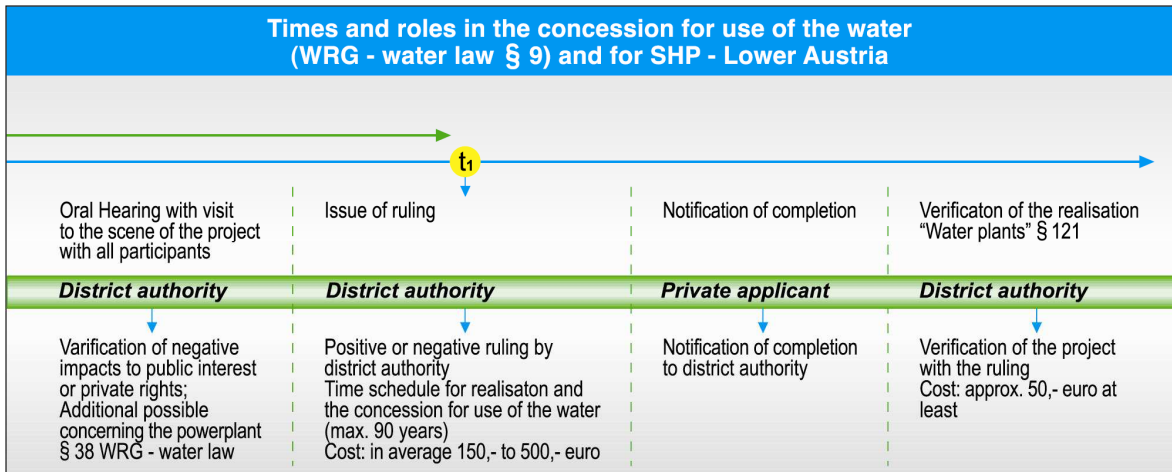 Times and roles in the concession for use of the water
(WRG - water law § 9) and for SHP - Lower Austria
t1
Oral Hearing with visit
to the scene of the project
with all participants
Issue of ruling
Notification of completion
Verificaton of the realisation
“Water plants” § 121
District authority
District authority
Private applicant
District authority
Varification of negative
impacts to public interest
or private rights;
Additional possible
concerning the powerplant
§ 38 WRG - water law
Positive or negative ruling by
district authority
Time schedule for realisaton and
the concession for use of the water
(max. 90 years)
Cost: in average 150,- to 500,- euro
Notification of completion
to district authority
Verification of the project
with the ruling
Cost: approx. 50,- euro at
least